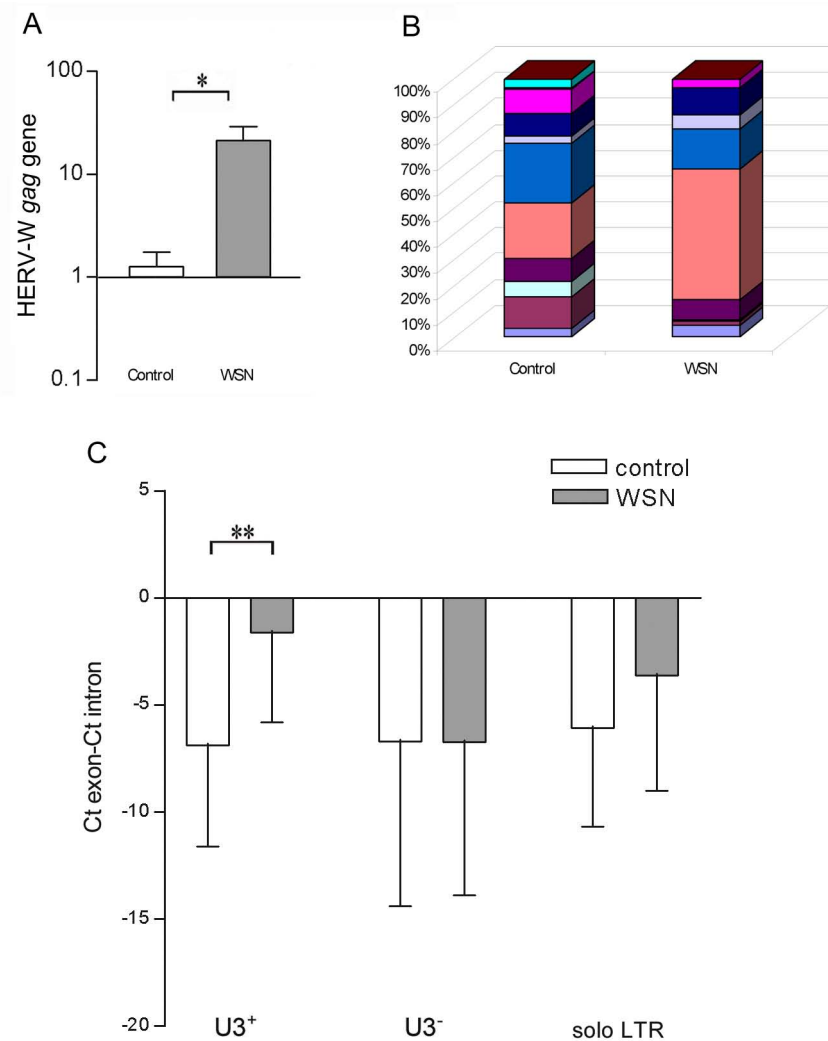 A
HERV-W gag gene
100
10
1
0.1
*
Control
WSN
B
100%
90%
80%
70%
60%
50%
40%
30%
20%
10%
0%
Control
WSN
C
control
WSN
Ct exon-Ct intron
5
0
-5
-10
-15
-20
**
U3⁺
U3⁻
solo LTR